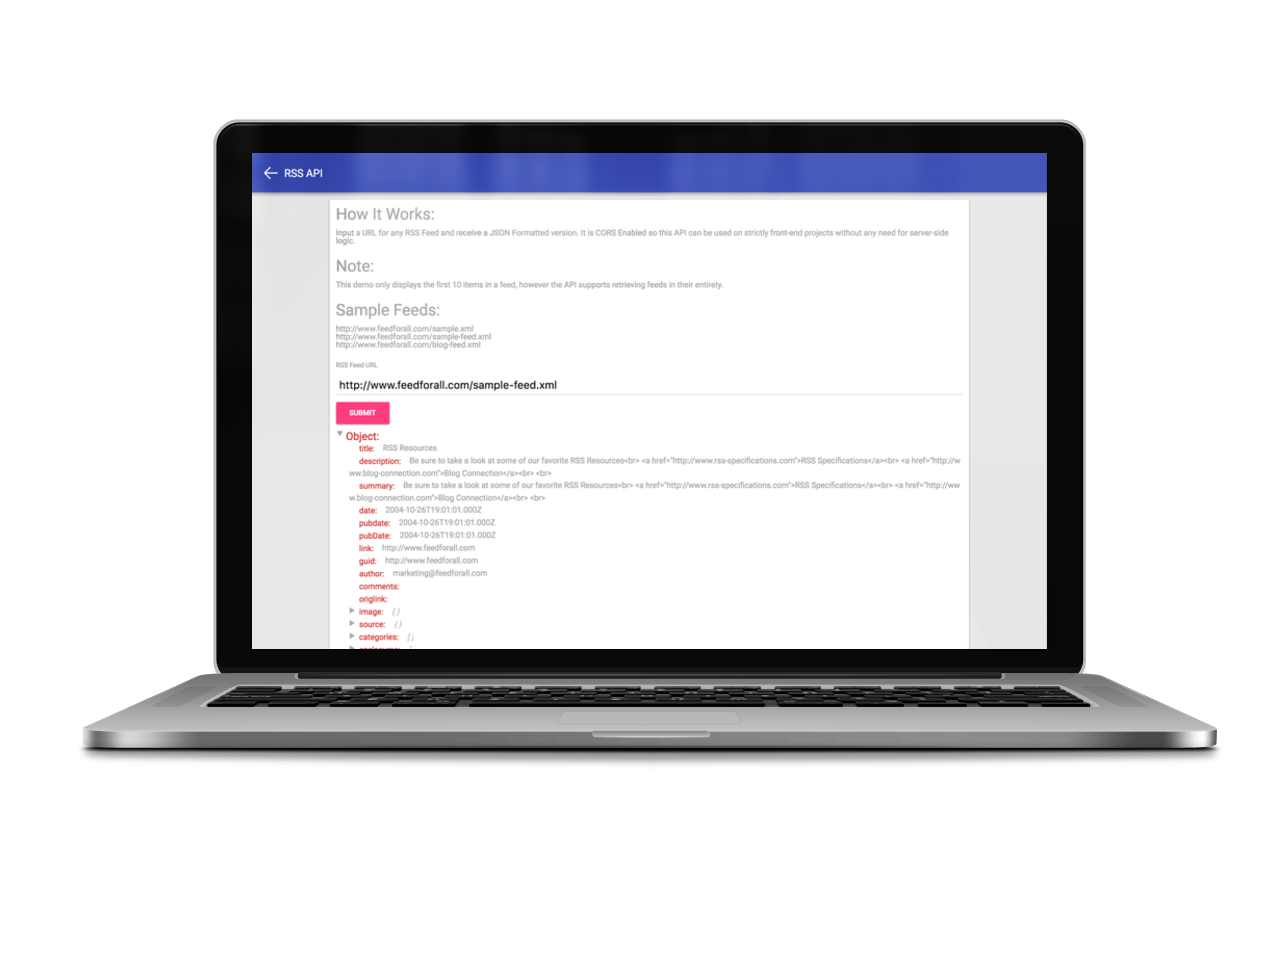 RSS API
How It Works:
Input a URL for any RSS Feed and receive a JSON Formatted version. It is CORS Enabled so this API can be used on strictly front-end projects without any need for server-side
logic.
Note:
This demo only displays the first 10 items in a feed, however the API supports retrieving feeds in their entirety.
Sample Feeds:
http://www.feedforall.com/sample.xml
http://www.feedforall.com/sample-feed.xml
http://www.feedforall.com/blog-feed.xml
RSS Feed URL
http://www.feedforall.com/sample-feed.xml
SUBMIT
Object:
title: RSS Resources
description: Be sure to take a look at some of our favorite RSS Resources<br> <a href="http://www.rss-specifications.com">RSS Specifications</a><br> <a href="http://w
ww.blog-connection.com">Blog Connection</a><br> <br>
summary: Be sure to take a look at some of our favorite RSS Resources<br> <a href="http://www.rss-specifications.com">RSS Specifications</a><br> <a href="http://ww
w.blog-connection.com">Blog Connection</a><br> <br>
date: 2004-10-26T19:01:01.000Z
pubdate: 2004-10-26T19:01:01.000Z
pubDate: 2004-10-26T19:01:01.000Z
link: http://www.feedforall.com
guid: http://www.feedforall.com
author: marketing@feedforall.com
comments:
origlink:
image: {}
source: {}
categories: [